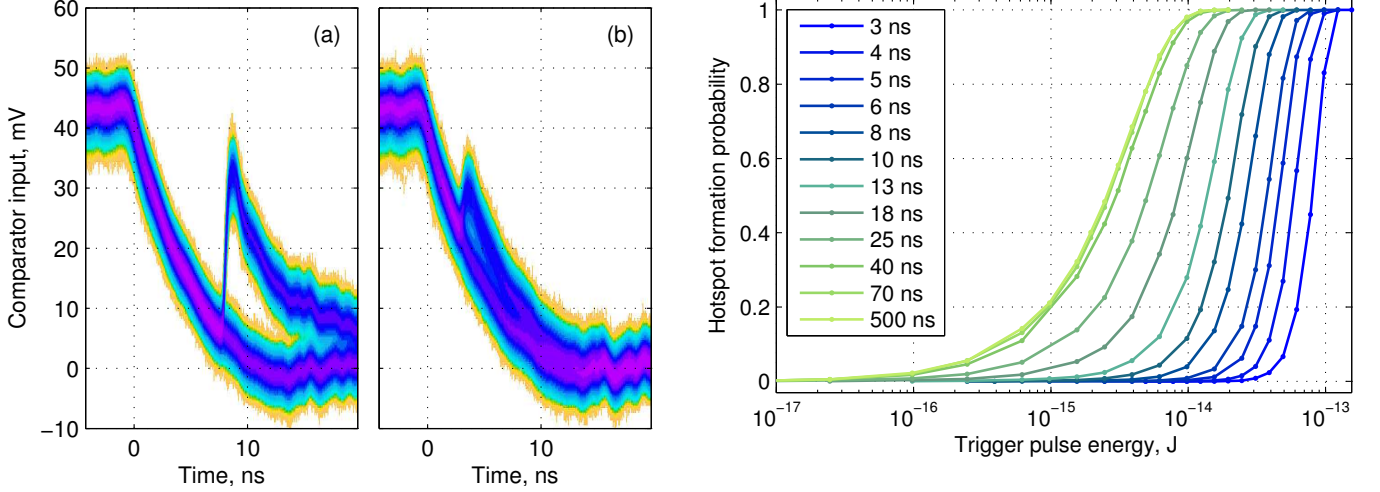 (a)
(b)
60
50
40
30
20
10
0
−10
Comparator input, mV
0
10
Time, ns
0
10
Time, ns
1
0.8
0.6
0.4
0.2
0
Hotspot formation probability
3 ns
4 ns
5 ns
6 ns
8 ns
10 ns
13 ns
18 ns
25 ns
40 ns
70 ns
500 ns
10^−17
10^−16
10^−15
10^−14
10^−13
Trigger pulse energy, J